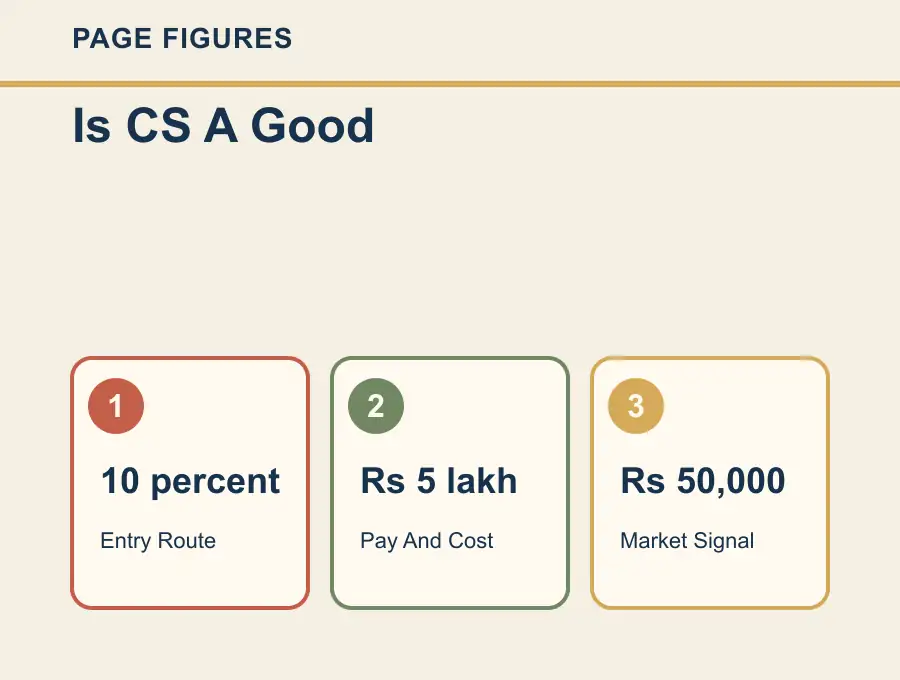 PAGE FIGURES
Is CS A Good
1
10 percent
Entry Route
2
Rs 5 lakh
Pay And Cost
3
Rs 50,000
Market Signal